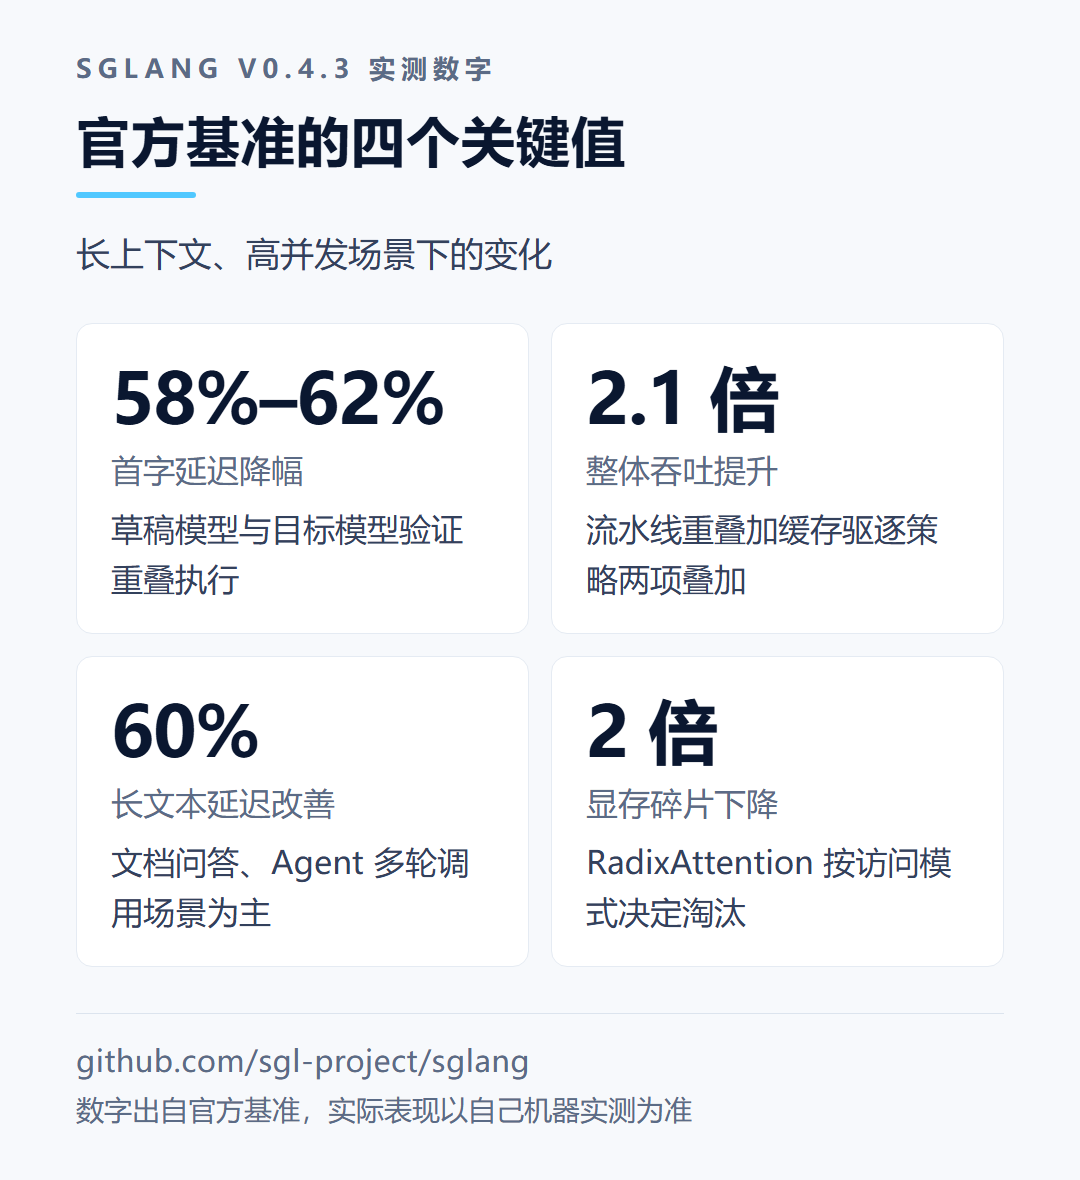 SGLANG V0.4.3 实测数字
官方基准的四个关键值
长上下文、高并发场景下的变化
58%–62%
首字延迟降幅
草稿模型与目标模型验证
重叠执行
2.1 倍
整体吞吐提升
流水线重叠加缓存驱逐策
略两项叠加
60%
长文本延迟改善
文档问答、Agent 多轮调
用场景为主
2 倍
显存碎片下降
RadixAttention 按访问模
式决定淘汰
github.com/sgl-project/sglang
数字出自官方基准，实际表现以自己机器实测为准